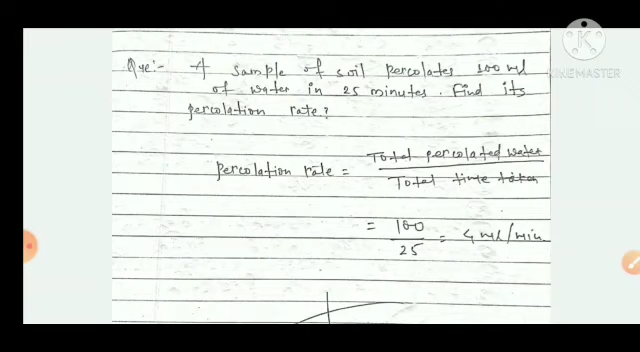 KINEMASTER
Que:- A sample of soil percolates 100 ml
of water in 25 minutes. Find its
percolation rate?
percolation rate = Total percolated water
Total time taken
= 100
25
= 4 ml/min